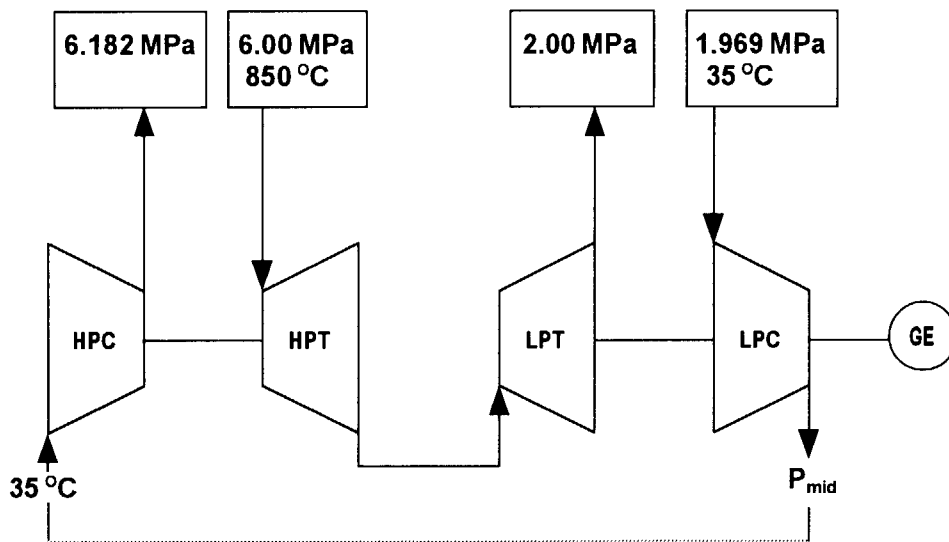 6.182 MPa
6.00 MPa
850 °C
2.00 MPa
1.969 MPa
35 °C
HPC
HPT
LPT
LPC
GE
35 °C
Pmid